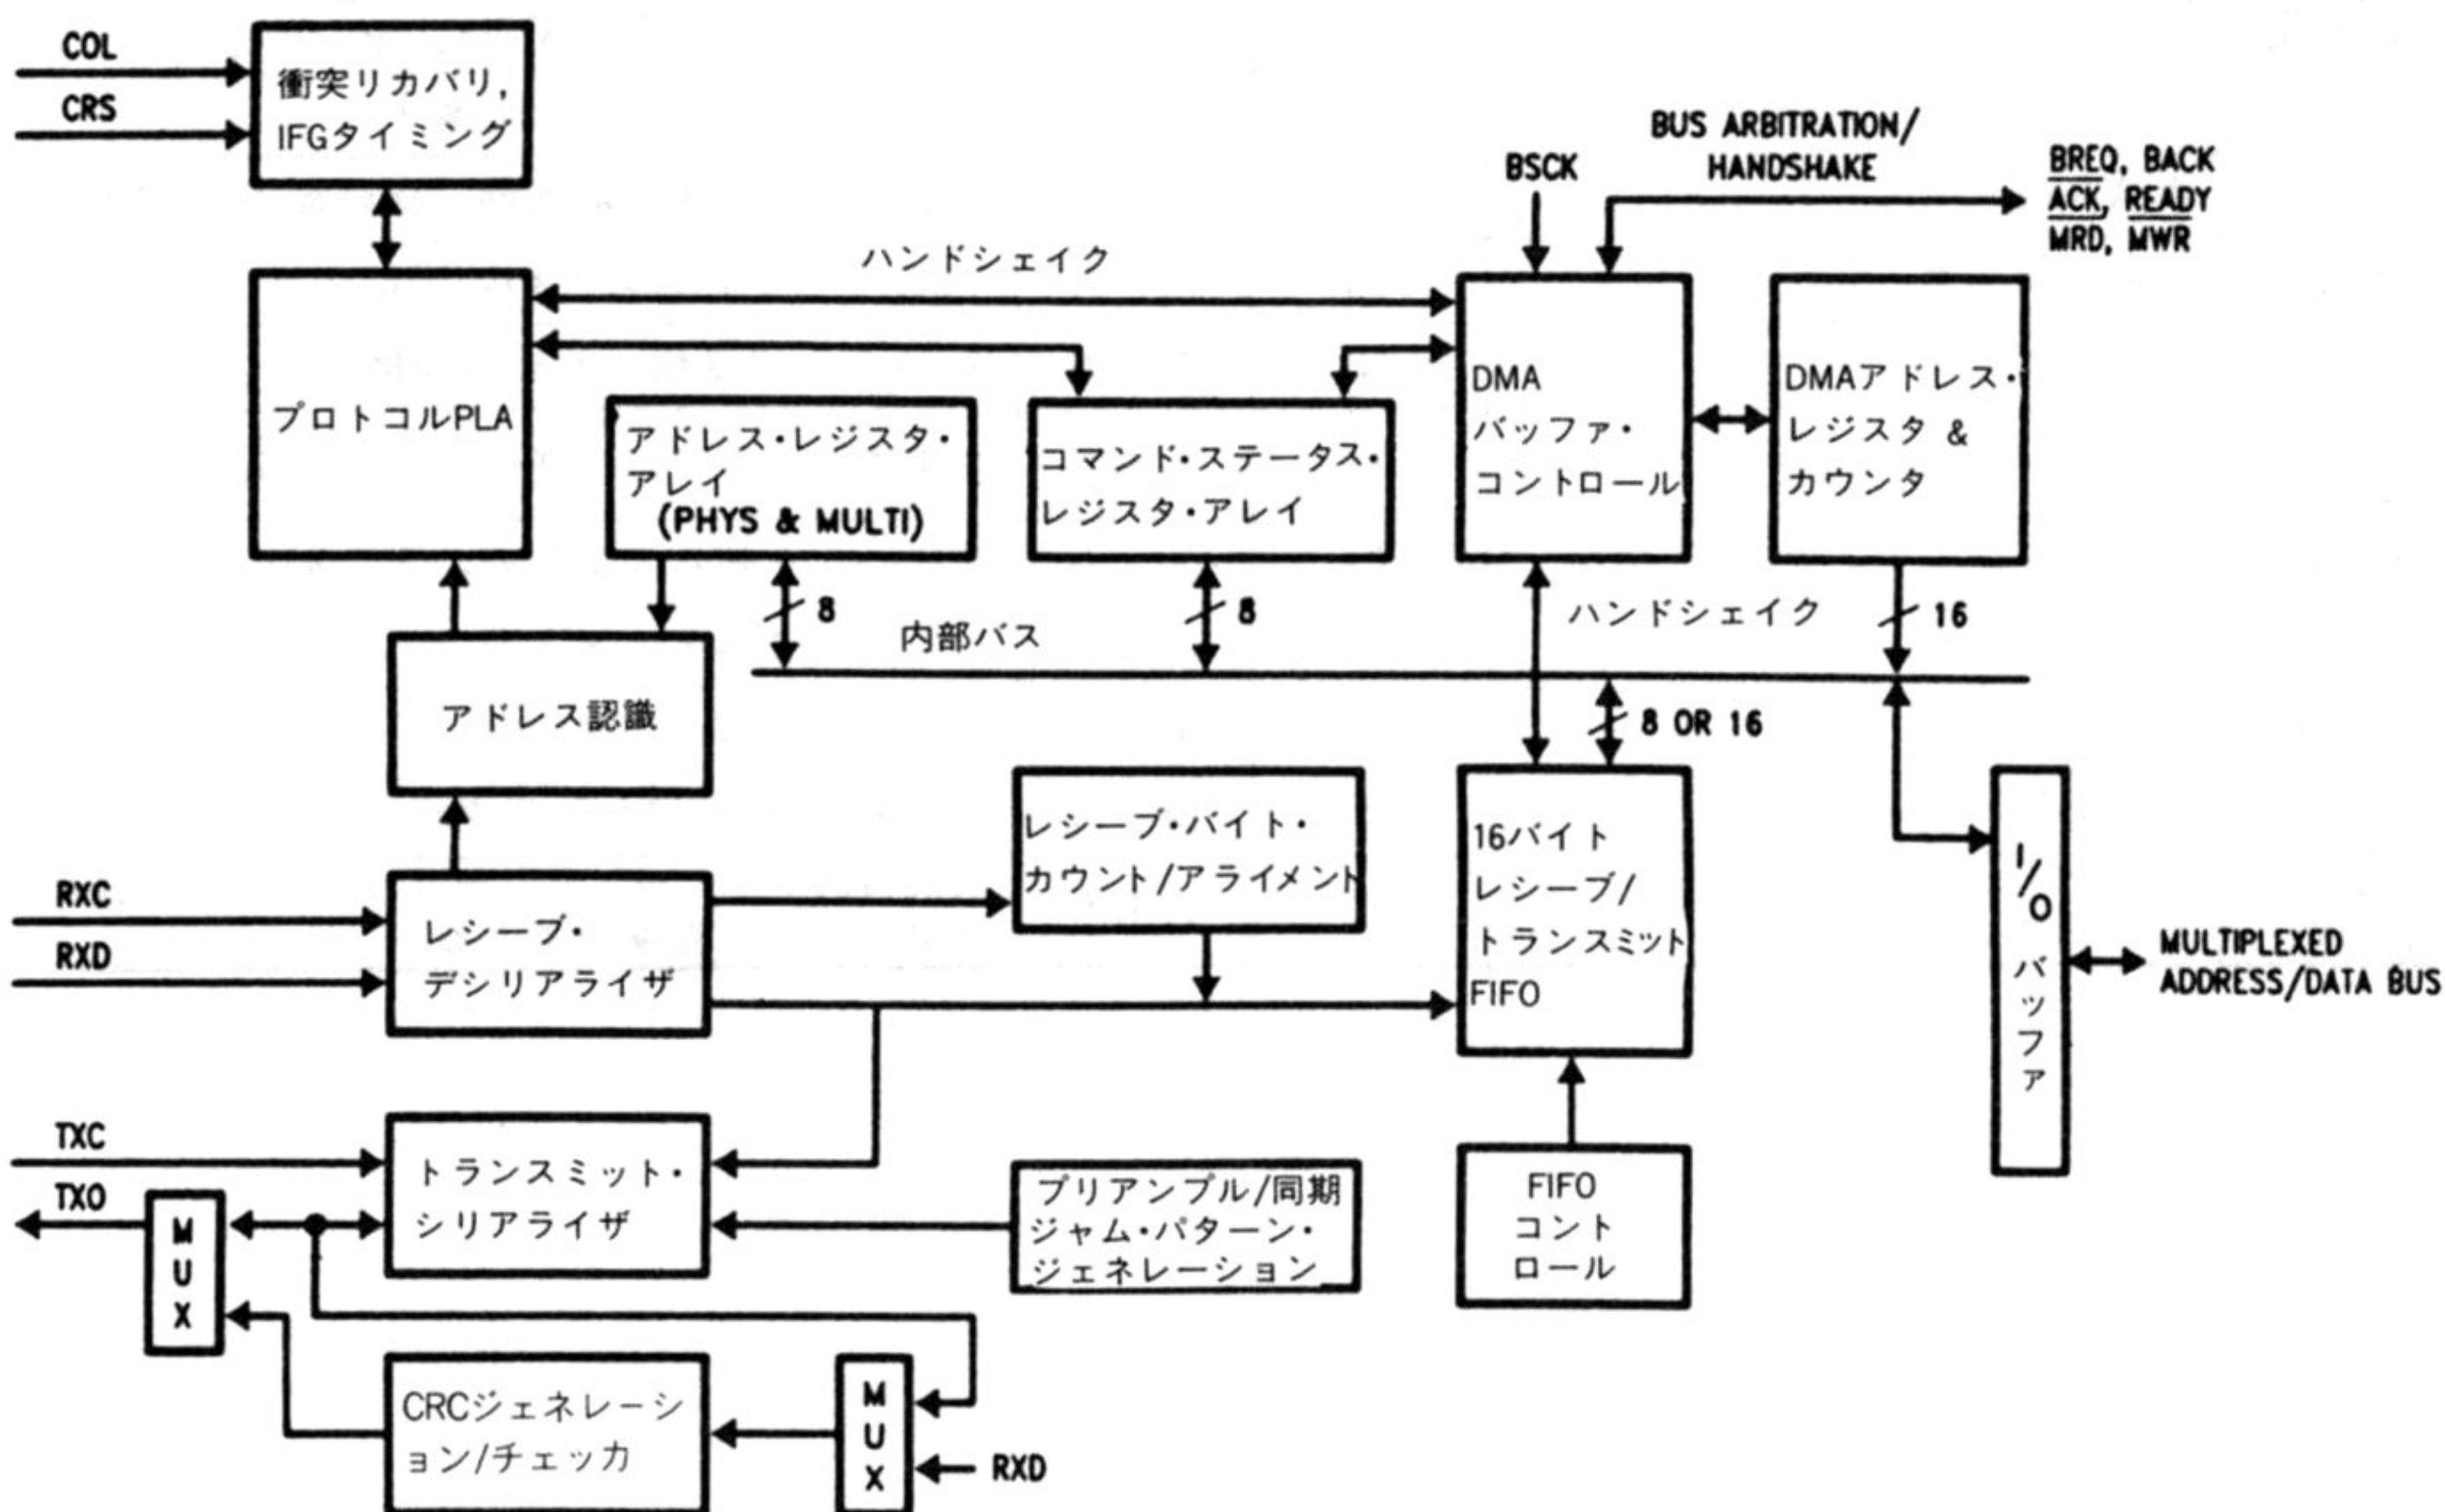 COL
CRS
衝突リカバリ,
IFGタイミング
BUS ARBITRATION/
HANDSHAKE
BSCK
BREQ, BACK
ACK, READY
MRD, MWR
ハンドシェイク
プロトコルPLA
アドレス・レジスタ・
アレイ
(PHYS & MULTI)
コマンド・ステータス・
レジスタ・アレイ
DMA
バッファ・
コントロール
DMAアドレス・
レジスタ &
カウンタ
8
8
内部バス
ハンドシェイク
16
アドレス認識
8 OR 16
レシーブ・バイト・
カウント/アライメント
16バイト
レシーブ/
トランスミット
FIFO
I/O
バッファ
MULTIPLEXED
ADDRESS/DATA BUS
RXC
RXD
レシーブ・
デシリアライザ
TXC
TXO
MUX
トランスミット・
シリアライザ
プリアンプル/同期
ジャム・パターン・
ジェネレーション
FIFO
コント
ロール
CRCジェネレーシ
ョン/チェッカ
MUX
RXD